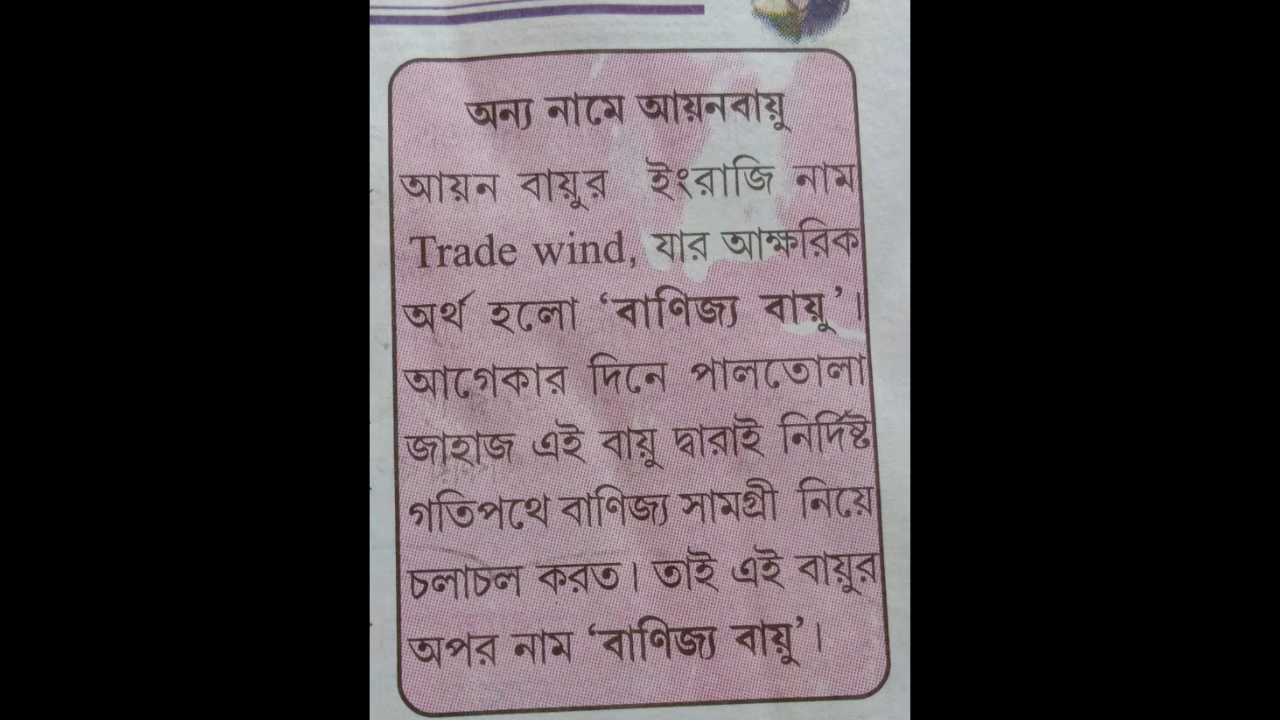 অন্য নামে আয়নবায়ু
আয়ন বায়ুর ইংরাজি নাম
Trade wind, যার আক্ষরিক
অর্থ হলো ‘বাণিজ্য বায়ু’।
আগেকার দিনে পালতোলা
জাহাজ এই বায়ু দ্বারাই নির্দিষ্ট
গতিপথে বাণিজ্য সামগ্রী নিয়ে
চলাচল করত। তাই এই বায়ুর
অপর নাম ‘বাণিজ্য বায়ু’।